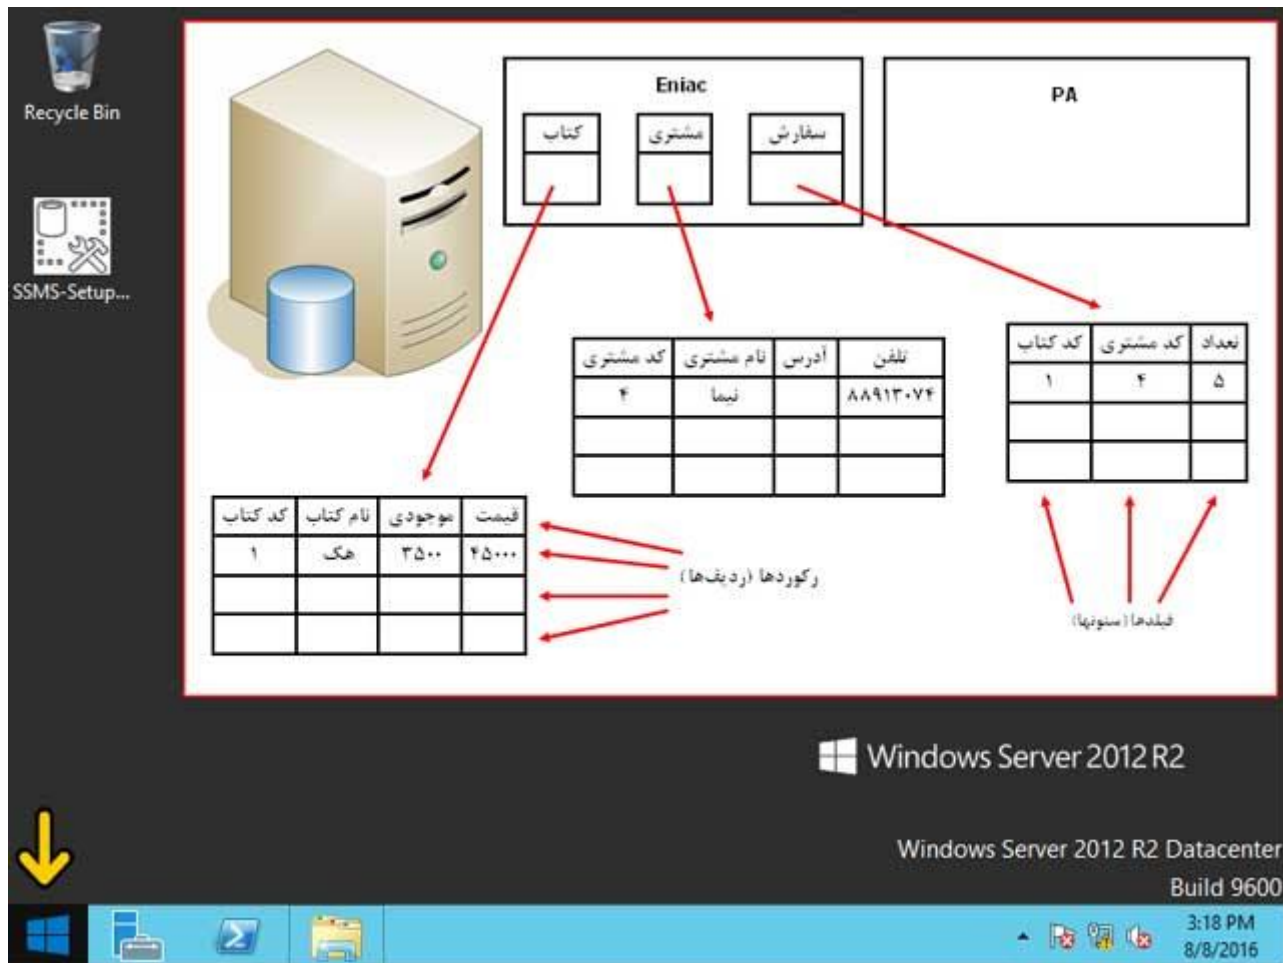 Recycle Bin
SSMS-Setup...
Eniac
کتاب
مشتری
سفارش
PA
کد مشتری نام مشتری آدرس تلفن
۴ نیما ۸۸۹۱۳۰۷۴
کد کتاب کد مشتری تعداد
۱ ۴ ۵
کد کتاب نام کتاب موجودی قیمت
۱ هک ۳۵۰۰ ۴۵۰۰۰
رکوردها (ردیف‌ها)
فیلدها (ستونها)
Windows Server 2012 R2
Windows Server 2012 R2 Datacenter
Build 9600
3:18 PM
8/8/2016